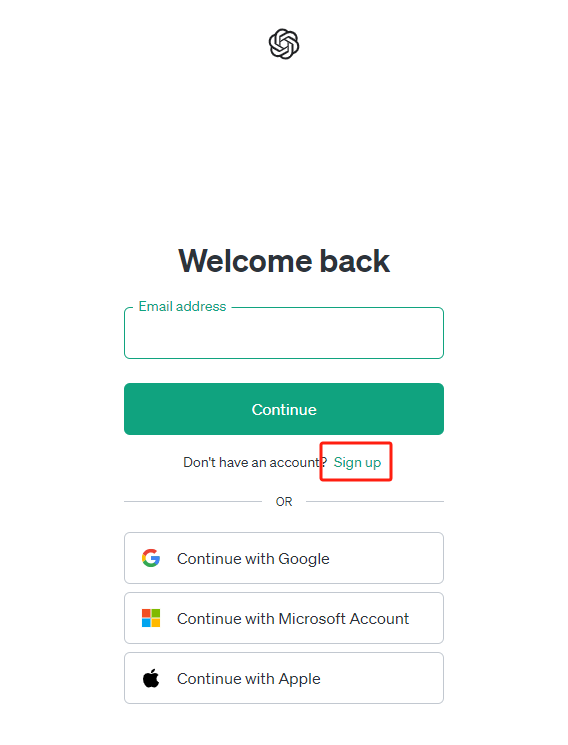 Welcome back
Email address
Continue
Don't have an account? Sign up
OR
Continue with Google
Continue with Microsoft Account
Continue with Apple